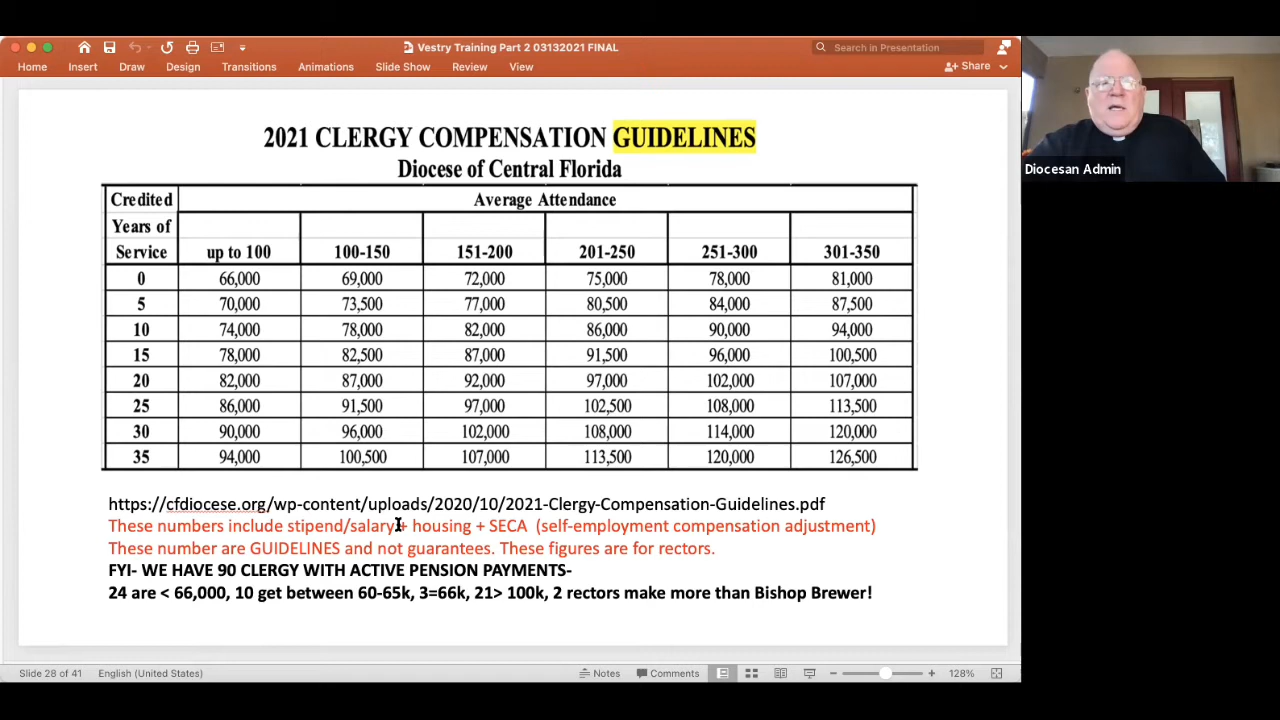 Vestry Training Part 2 03132021 FINAL
Search in Presentation
Home Insert Draw Design Transitions Animations Slide Show Review View
Share
2021 CLERGY COMPENSATION GUIDELINES
Diocese of Central Florida
Credited Average Attendance
Years of
Service up to 100 100-150 151-200 201-250 251-300 301-350
0 66,000 69,000 72,000 75,000 78,000 81,000
5 70,000 73,500 77,000 80,500 84,000 87,500
10 74,000 78,000 82,000 86,000 90,000 94,000
15 78,000 82,500 87,000 91,500 96,000 100,500
20 82,000 87,000 92,000 97,000 102,000 107,000
25 86,000 91,500 97,000 102,500 108,000 113,500
30 90,000 96,000 102,000 108,000 114,000 120,000
35 94,000 100,500 107,000 113,500 120,000 126,500
https://cfdiocese.org/wp-content/uploads/2020/10/2021-Clergy-Compensation-Guidelines.pdf
These numbers include stipend/salary + housing + SECA (self-employment compensation adjustment)
These number are GUIDELINES and not guarantees. These figures are for rectors.
FYI- WE HAVE 90 CLERGY WITH ACTIVE PENSION PAYMENTS-
24 are < 66,000, 10 get between 60-65k, 3=66k, 21> 100k, 2 rectors make more than Bishop Brewer!
Slide 28 of 41 English (United States) Notes Comments 128%
Diocesan Admin